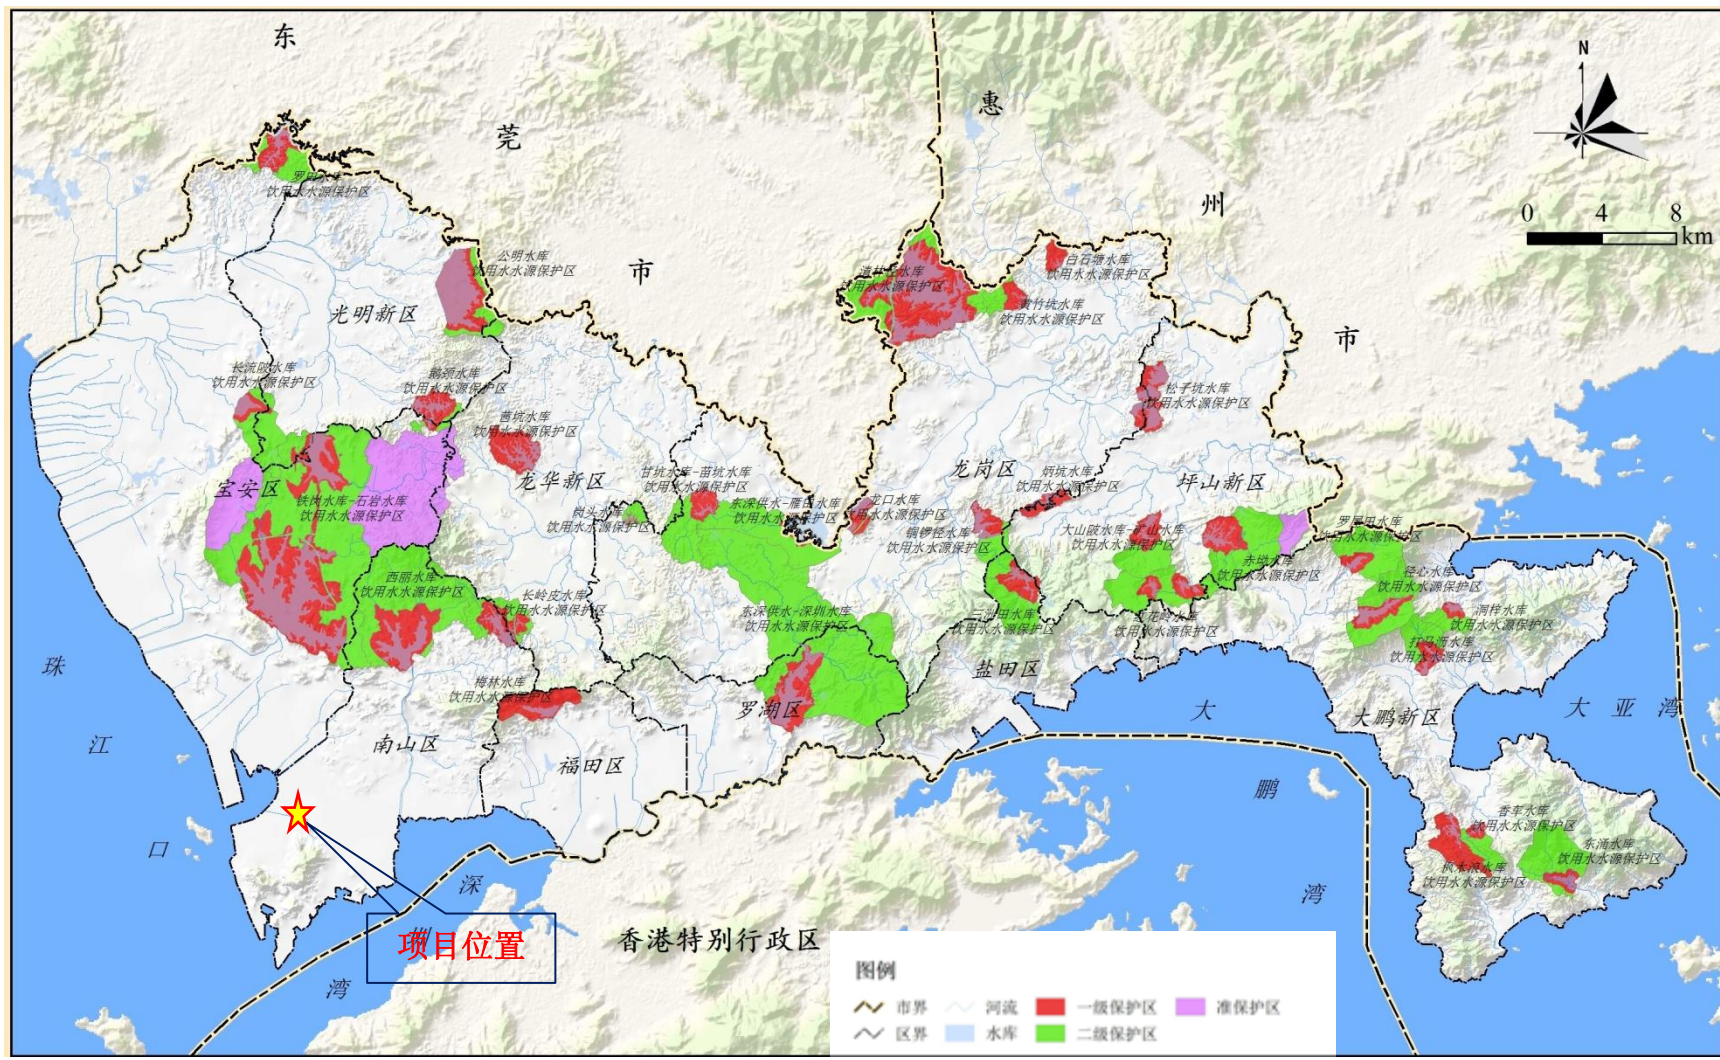 东
莞
市
惠
州
市
N
0 4 8
km
罗田水库
饮用水水源保护区
公明水库
饮用水水源保护区
光明新区
长流陂水库
饮用水水源保护区
鹅颈水库
饮用水水源保护区
茜坑水库
饮用水水源保护区
龙华新区
宝安区
铁岗水库-石岩水库
饮用水水源保护区
西丽水库
饮用水水源保护区
长岭皮水库
饮用水水源保护区
梅林水库
饮用水水源保护区
南山区
福田区
罗湖区
甘坑水库-苗坑水库
饮用水水源保护区
岗头水库
饮用水水源保护区
东深供水-雁田水库
饮用水水源保护区
东深供水-深圳水库
饮用水水源保护区
龙口水库
饮用水水源保护区
饮用水水源保护区
白石塘水库
饮用水水源保护区
黄竹坑水库
饮用水水源保护区
松子坑水库
饮用水水源保护区
龙岗区
炳坑水库
饮用水水源保护区
坪山新区
铜锣径水库
饮用水水源保护区
大山陂水库-矿山水库
饮用水水源保护区
赤坳水库
饮用水水源保护区
三洲田水库
饮用水水源保护区
红花岭水库
饮用水水源保护区
盐田区
罗屋田水库
饮用水水源保护区
径心水库
饮用水水源保护区
洞梓水库
饮用水水源保护区
打马沥水库
饮用水水源保护区
大鹏新区
香车水库
饮用水水源保护区
东涌水库
饮用水水源保护区
枫木浪水库
饮用水水源保护区
珠
江
口
深
圳
湾
大
鹏
湾
大亚湾
项目位置
香港特别行政区
图例
市界 河流 一级保护区 准保护区
区界 水库 二级保护区